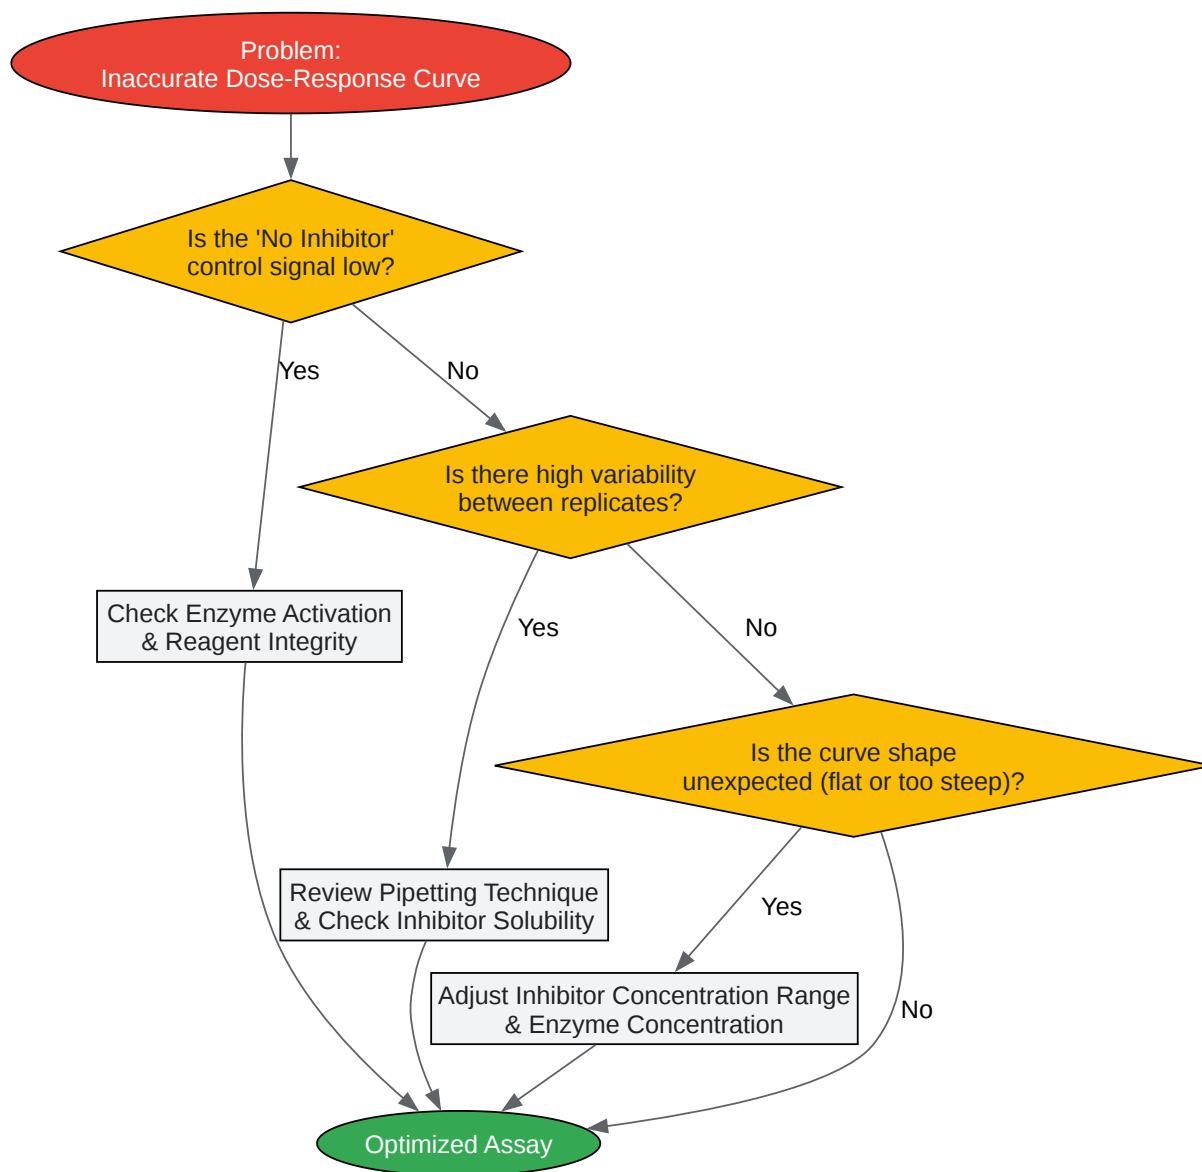 Problem:
Inaccurate Dose-Response Curve
Is the 'No Inhibitor'
control signal low?
Yes
No
Is there high variability
between replicates?
Check Enzyme Activation
& Reagent Integrity
Yes
No
Is the curve shape
unexpected (flat or too steep)?
Review Pipetting Technique
& Check Inhibitor Solubility
Yes
Adjust Inhibitor Concentration Range
& Enzyme Concentration
No
Optimized Assay